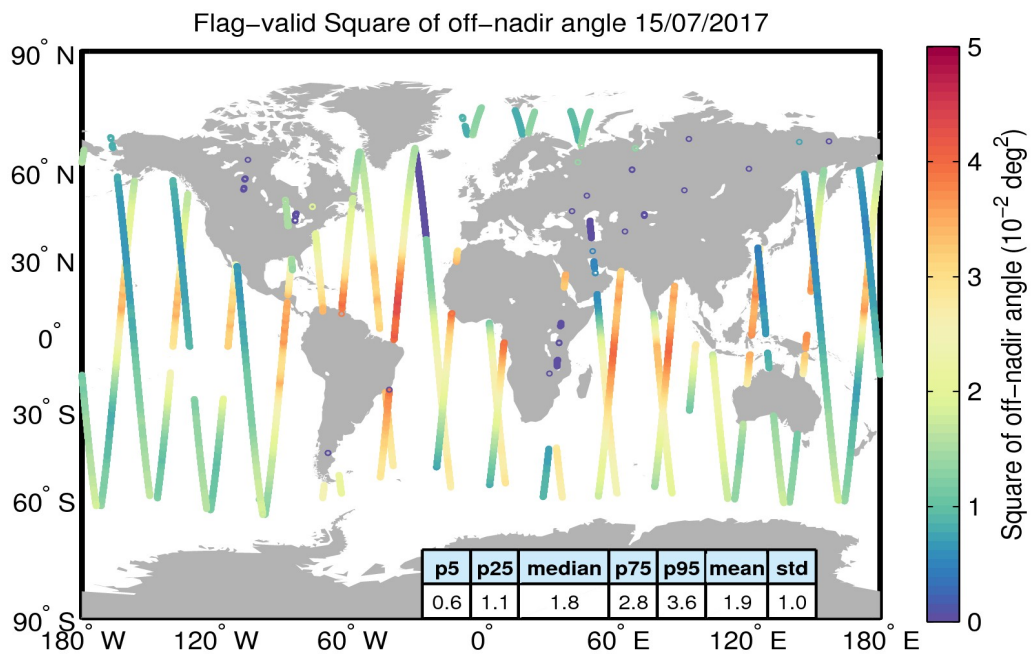 Flag−valid Square of off−nadir angle 15/07/2017
90° N
60° N
30° N
0°
30° S
60° S
90° S
180° W
120° W
60° W
0°
60° E
120° E
180° E
p5 p25 median p75 p95 mean std
0.6 1.1 1.8 2.8 3.6 1.9 1.0
5
4
3
2
1
0
Square of off−nadir angle (10⁻² deg²)